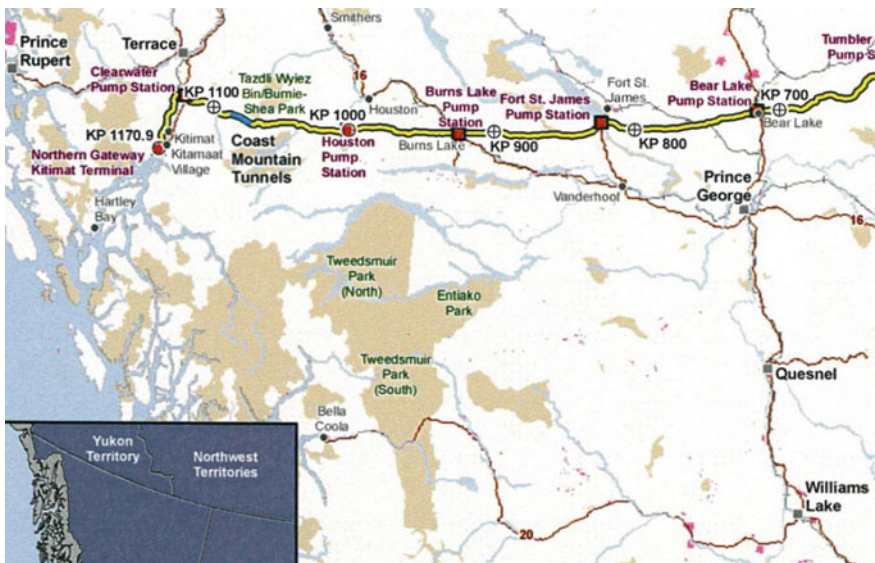 Smithers
Prince
Rupert
Terrace
Tumbler
Pump S
Clearwater
Pump Station
KP 1100
Tazdli Wyiez
Bin/Burnie-
Shea Park
16
KP 1000
Houston
Burns Lake
Pump
Station
Fort St. James
Pump Station
Fort St.
James
Bear Lake
Pump Station
KP 700
Bear Lake
KP 1170.9
Kitimat
Kitamaat
Village
Northern Gateway
Kitimat Terminal
Coast
Mountain
Tunnels
Houston
Pump
Station
Burns Lake
KP 900
KP 800
Vanderhoof
Prince
George
16
Hartley
Bay
Tweedsmuir
Park
(North)
Entiako
Park
Tweedsmuir
Park
(South)
Quesnel
Bella
Coola
Yukon
Territory
Northwest
Territories
Williams
Lake
20